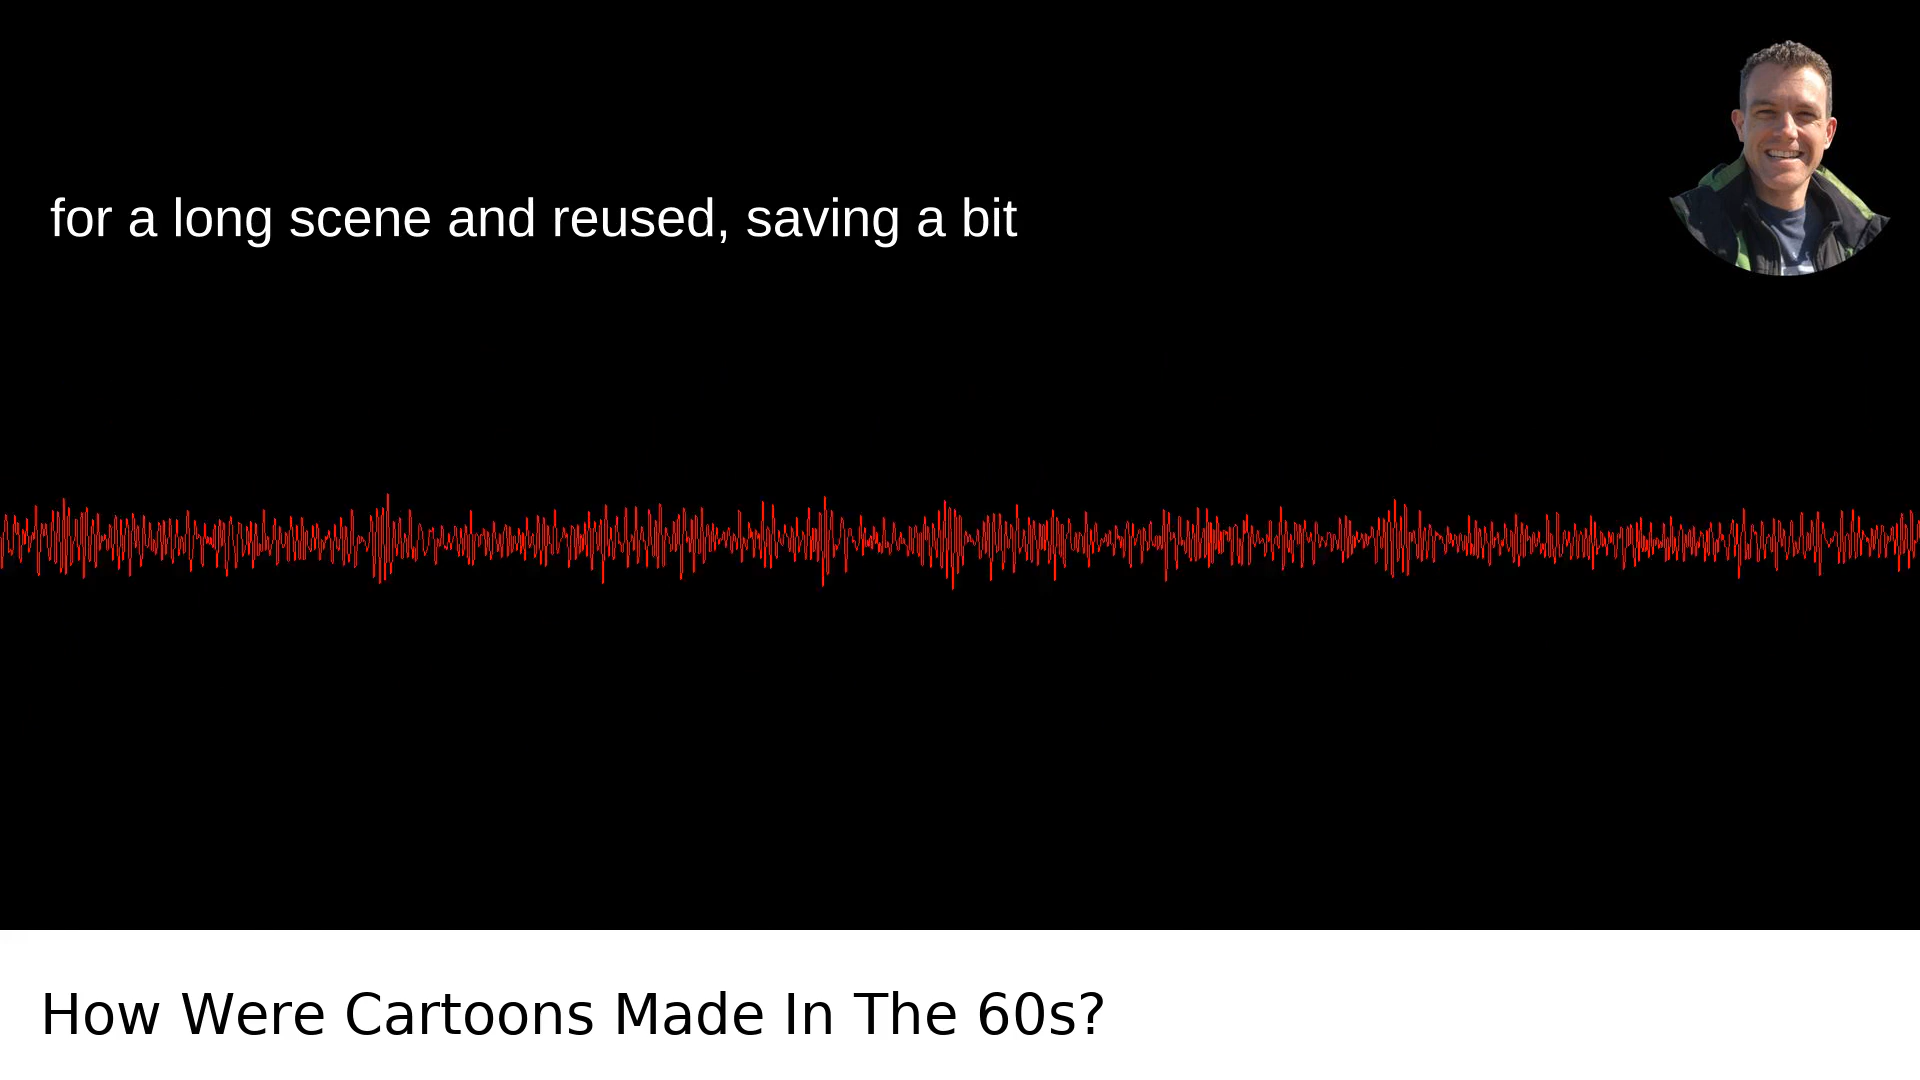 for a long scene and reused, saving a bit
How Were Cartoons Made In The 60s?